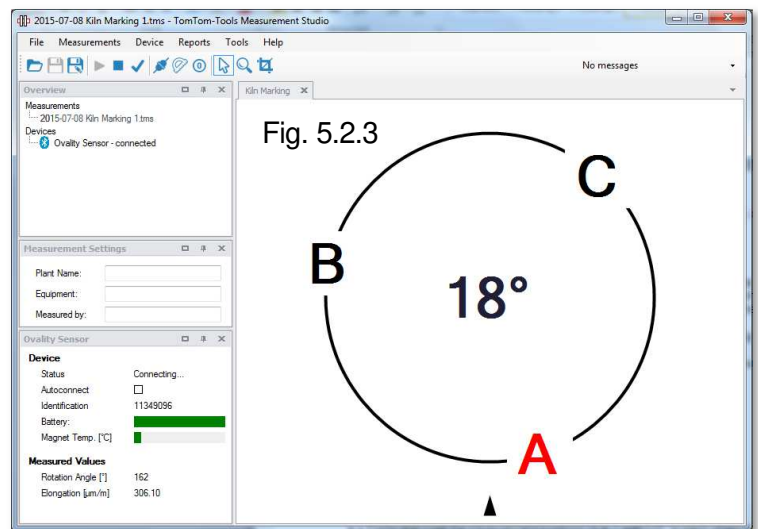 2015-07-08 Kiln Marking 1.tms - TomTom-Tools Measurement Studio
File Measurements Device Reports Tools Help
No messages
Overview
Measurements
2015-07-08 Kiln Marking 1.tms
Devices
Ovality Sensor - connected
Measurement Settings
Plant Name:
Equipment:
Measured by:
Ovality Sensor
Device
Status Connecting...
Autoconnect
Identification 11349096
Battery:
Magnet Temp. [°C]
Measured Values
Rotation Angle [°] 162
Elongation [µm/m] 306.10
Kiln Marking
Fig. 5.2.3
C
B
18°
A